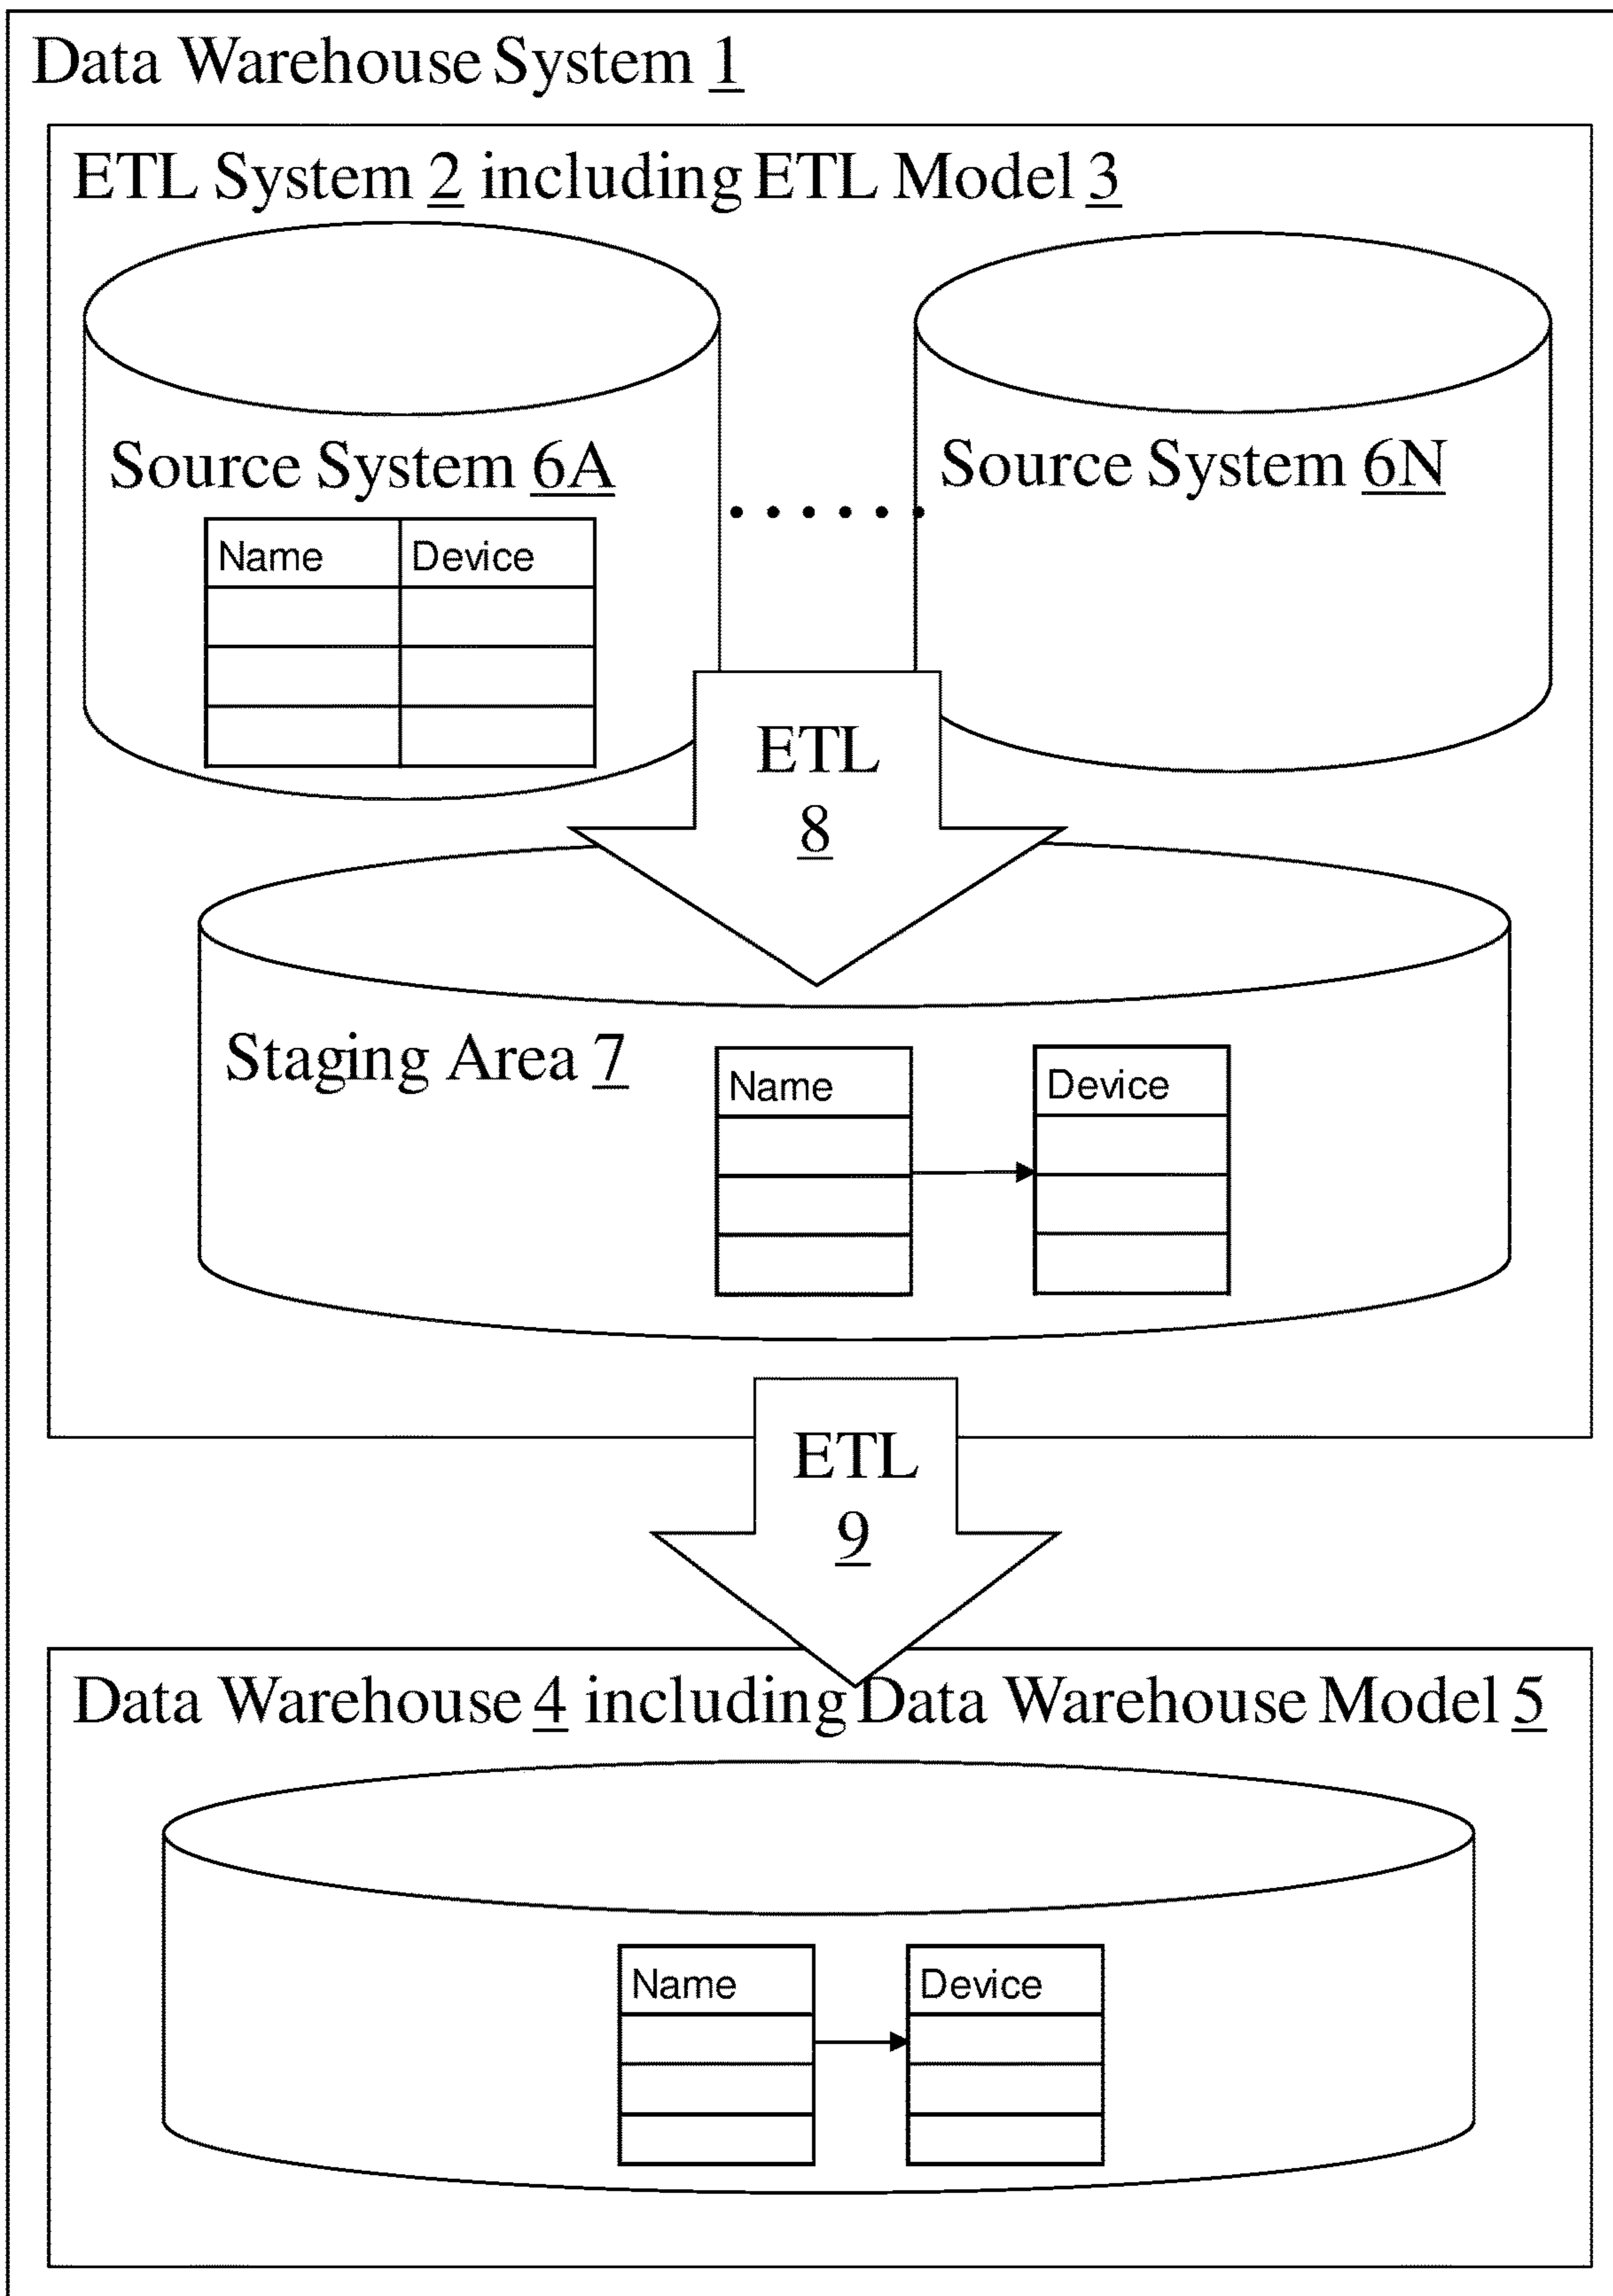 Data Warehouse System 1
ETL System 2 including ETL Model 3
Source System 6A
Source System 6N
Name Device
ETL
8
Staging Area 7
Name
Device
ETL
9
Data Warehouse 4 including Data Warehouse Model 5
Name
Device